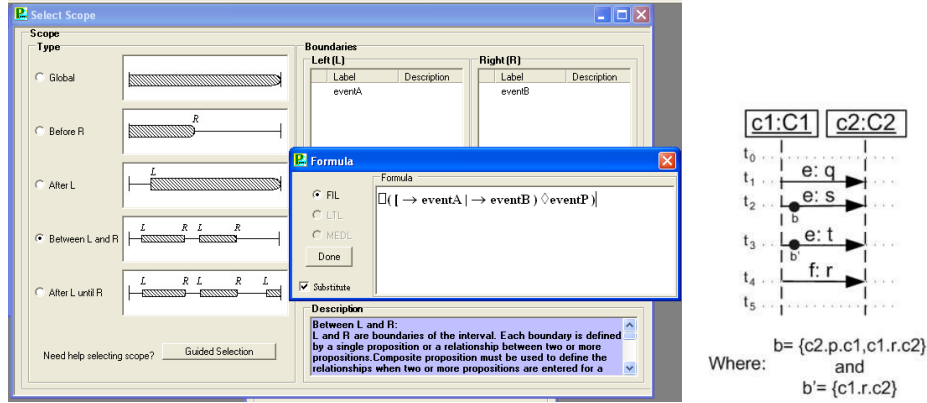 Select Scope
Scope
Type
Global
Before R
R
After L
L
Between L and R
L R L R
After L until R
L R L R L
Need help selecting scope? Guided Selection
Boundaries
Left (L)
Label Description
eventA
Right (R)
Label Description
eventB
Formula
FIL
LTL
MEDL
Done
Substitute
Formula
□( [ → eventA | → eventB ) ◇eventP )
Description
Between L and R:
L and R are boundaries of the interval. Each boundary is defined
by a single proposition or a relationship between two or more
propositions.Composite proposition must be used to define the
relationships when two or more propositions are entered for a
c1:C1 c2:C2
t0
t1 e: q
t2 e: s
b
t3 e: t
b'
t4 f: r
t5
Where: b= {c2.p.c1,c1.r.c2}
and
b'= {c1.r.c2}